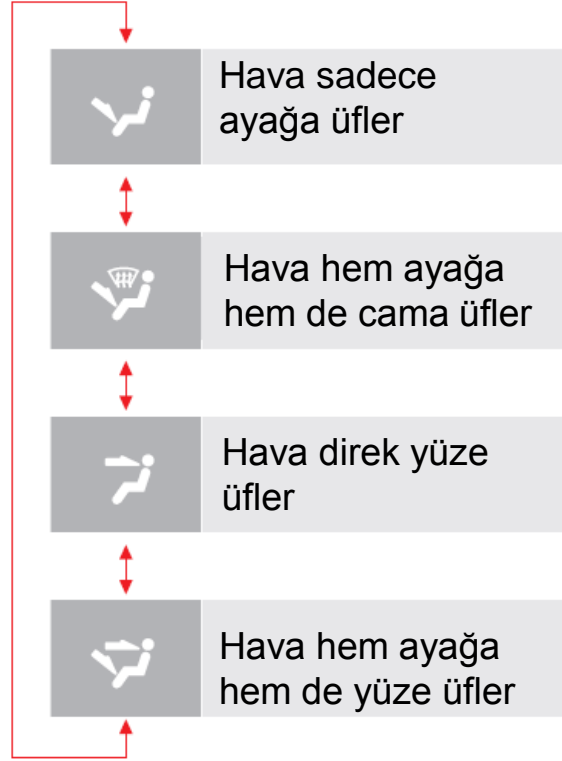 Hava sadece
ayağa üfler
Hava hem ayağa
hem de cama üfler
Hava direk yüze
üfler
Hava hem ayağa
hem de yüze üfler